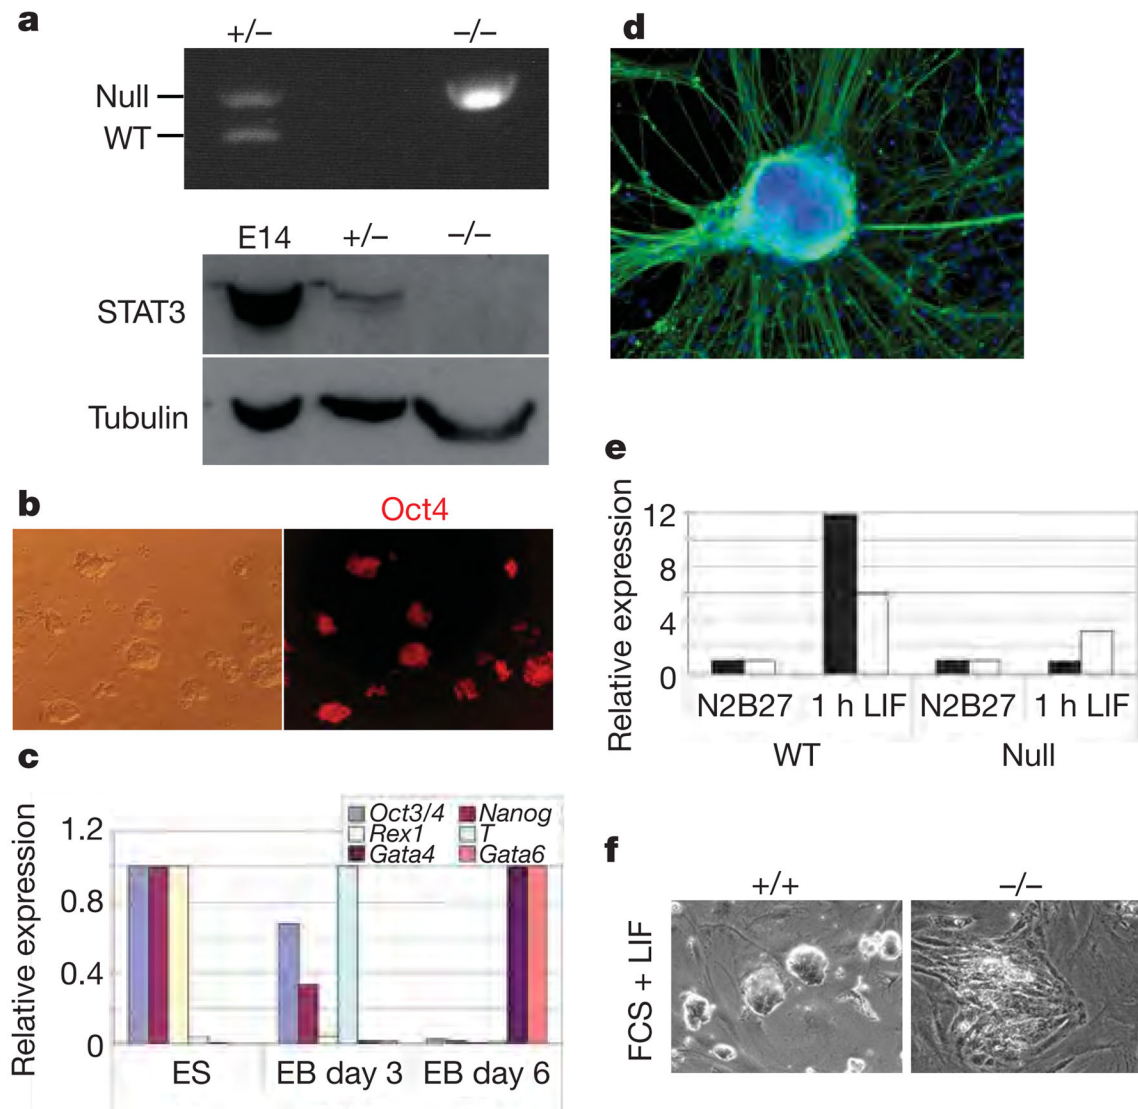 a
+/–
–/–
Null
WT
E14
+/–
–/–
STAT3
Tubulin
b
Oct4
c
Relative expression
1.2
0.8
0.4
0
Oct3/4
Nanog
Rex1
T
Gata4
Gata6
ES
EB day 3
EB day 6
d
e
Relative expression
12
8
4
0
N2B27
1 h LIF
N2B27
1 h LIF
WT
Null
f
+/+
–/–
FCS + LIF